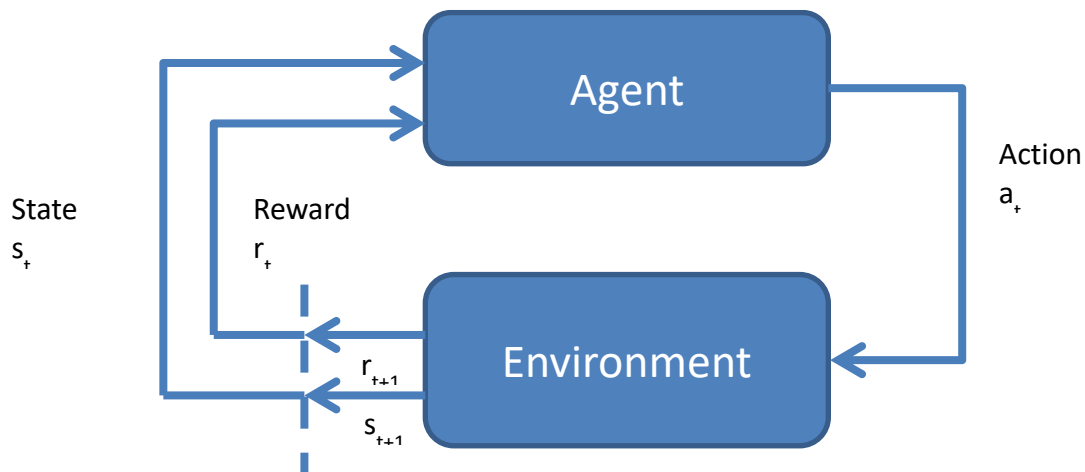 Agent
Action
aₜ
State
sₜ
Reward
rₜ
Environment
rₜ₊₁
sₜ₊₁